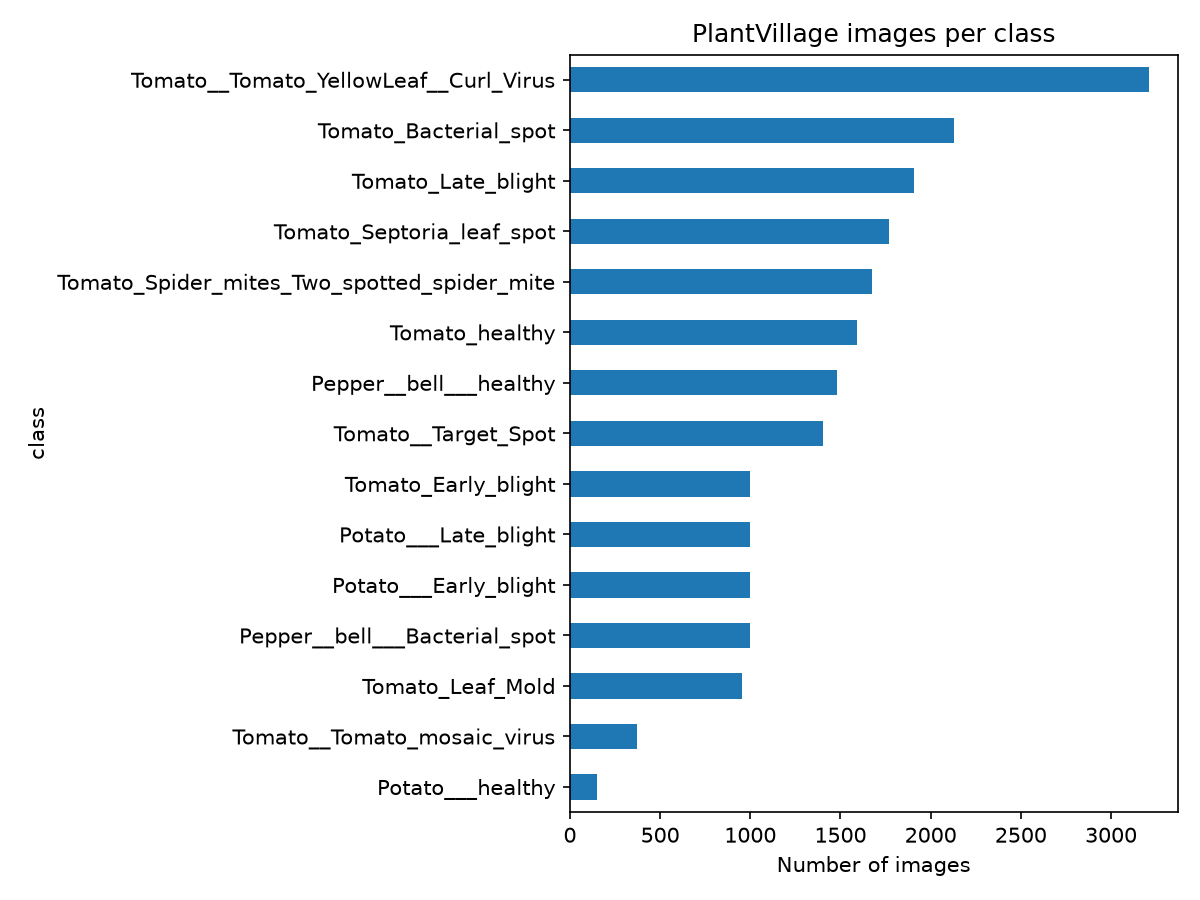 PlantVillage images per class
Tomato__Tomato_YellowLeaf__Curl_Virus
Tomato_Bacterial_spot
Tomato_Late_blight
Tomato_Septoria_leaf_spot
Tomato_Spider_mites_Two_spotted_spider_mite
Tomato_healthy
Pepper__bell___healthy
Tomato__Target_Spot
Tomato_Early_blight
Potato___Late_blight
Potato___Early_blight
Pepper__bell___Bacterial_spot
Tomato_Leaf_Mold
Tomato__Tomato_mosaic_virus
Potato___healthy
class
0 500 1000 1500 2000 2500 3000
Number of images